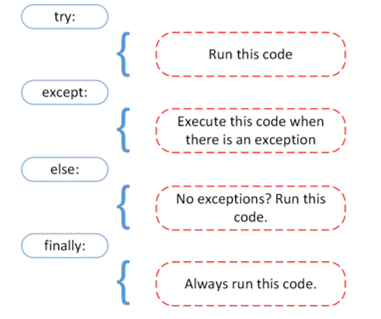 try:
Run this code
except:
Execute this code when
there is an exception
else:
No exceptions? Run this
code.
finally:
Always run this code.